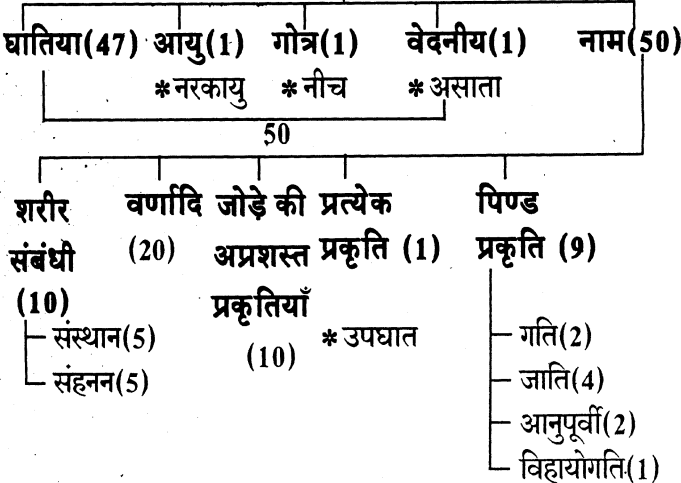 घातिया(47) आयु(1) गोत्र(1) वेदनीय(1) नाम(50)
*नरकायु *नीच *असाता
50
शरीर वर्णादि जोड़े की प्रत्येक पिण्ड
संबंधी (20) अप्रशस्त प्रकृति (1) प्रकृति (9)
(10) प्रकृतियाँ
संस्थान(5) (10) *उपघात गति(2)
संहनन(5) जाति(4)
आनुपूर्वी(2)
विहायोगति(1)